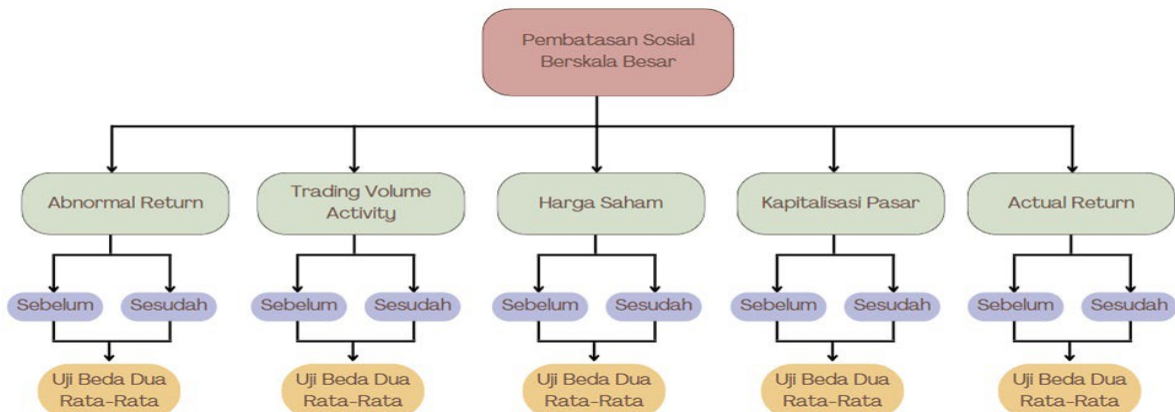 Pembatasan Sosial
Berskala Besar
Abnormal Return
Trading Volume
Activity
Harga Saham
Kapitalisasi Pasar
Actual Return
Sebelum
Sesudah
Sebelum
Sesudah
Sebelum
Sesudah
Sebelum
Sesudah
Sebelum
Sesudah
Uji Beda Dua
Rata-Rata
Uji Beda Dua
Rata-Rata
Uji Beda Dua
Rata-Rata
Uji Beda Dua
Rata-Rata
Uji Beda Dua
Rata-Rata